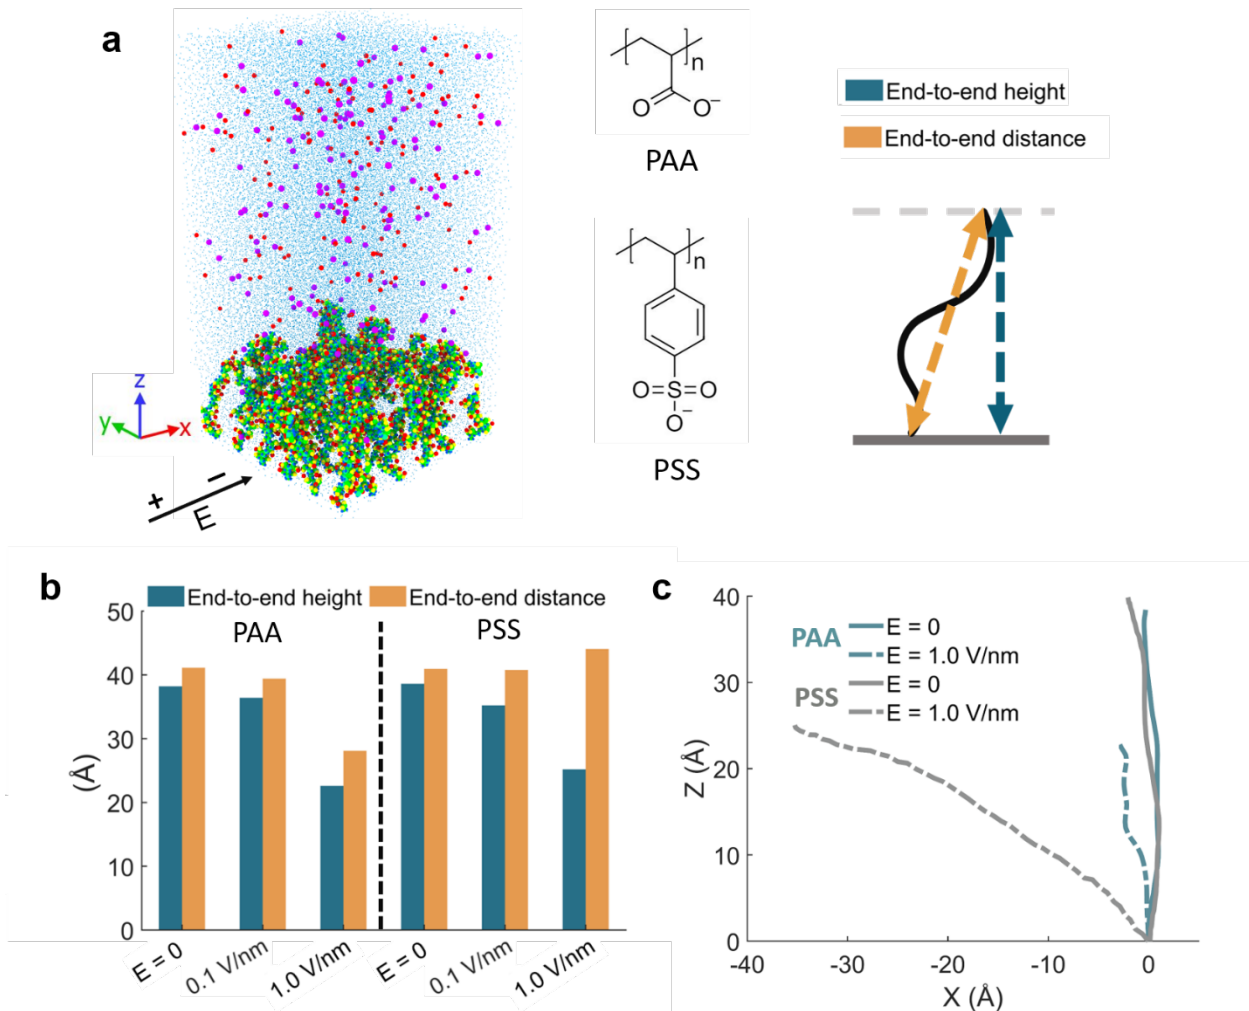 a
z
y
x
+
−
E
n
O
O−
PAA
n
O=S=O
O−
PSS
End-to-end height
End-to-end distance
b
End-to-end height
End-to-end distance
PAA
PSS
50
40
30
20
10
0
(Å)
E = 0
0.1 V/nm
1.0 V/nm
E = 0
0.1 V/nm
1.0 V/nm
c
PAA
E = 0
E = 1.0 V/nm
PSS
E = 0
E = 1.0 V/nm
40
30
20
10
0
Z (Å)
-40
-30
-20
-10
0
X (Å)